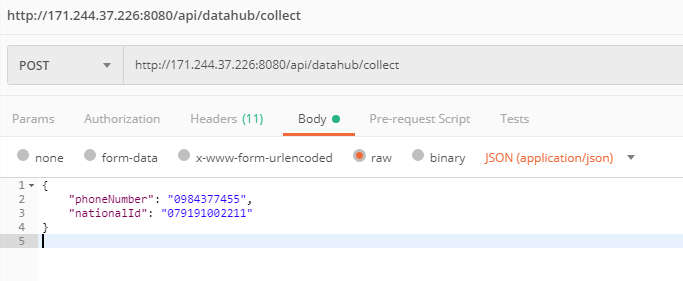 http://171.244.37.226:8080/api/datahub/collect
POST http://171.244.37.226:8080/api/datahub/collect
Params Authorization Headers (11) Body Pre-request Script Tests
none form-data x-www-form-urlencoded raw binary JSON (application/json)
1 {
2 "phoneNumber": "0984377455",
3 "nationalId": "079191002211"
4 }
5